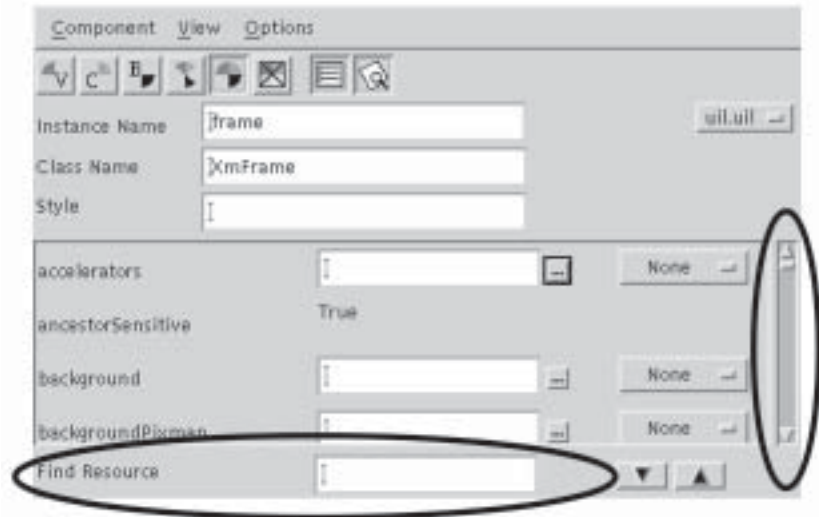 Component View Options
V C B
Instance Name frame uil.uil
Class Name XmFrame
Style
accelerators ... None
ancestorSensitive True
background ... None
backgroundPixmap ... None
Find Resource